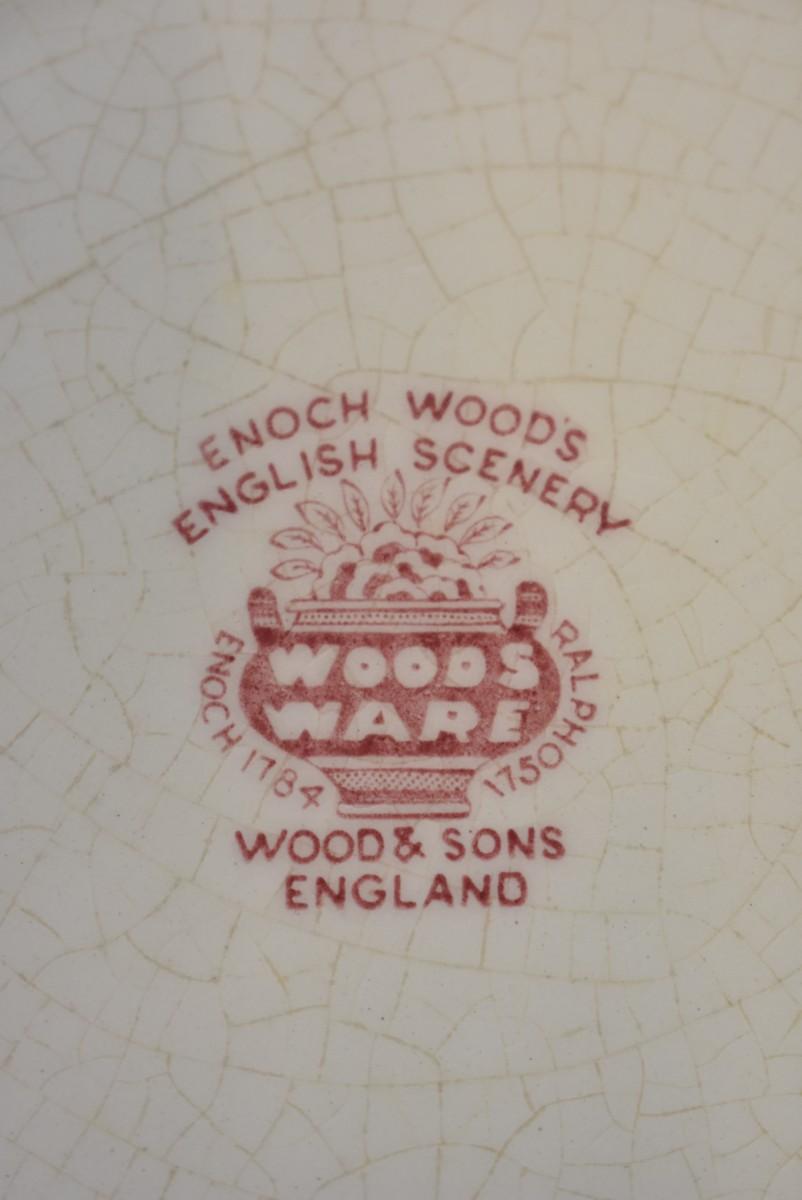 ENOCH WOOD'S
ENGLISH SCENERY
WOODS
WARE
ENOCH 1784
RALPH 1750
WOOD & SONS
ENGLAND